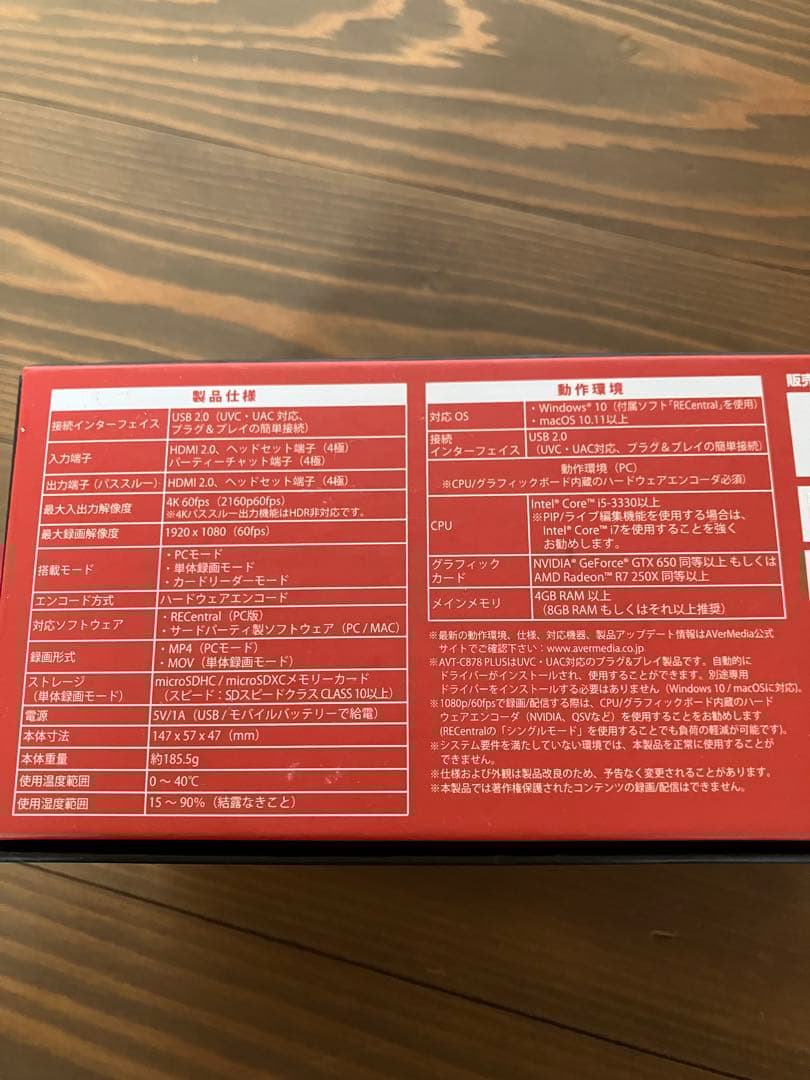 製品仕様
接続インターフェイス
USB 2.0（UVC・UAC 対応、
プラグ&プレイの簡単接続）
入力端子
HDMI 2.0、ヘッドセット端子（4極）
パーティーチャット端子（4極）
出力端子（パススルー）
HDMI 2.0、ヘッドセット端子（4極）
最大入出力解像度
4K 60fps（2160p60fps）
※4Kパススルー出力機能はHDR非対応です。
最大録画解像度
1920 x 1080（60fps）
搭載モード
・PCモード
・単体録画モード
・カードリーダーモード
エンコード方式
ハードウェアエンコード
対応ソフトウェア
・RECentral（PC版）
・サードパーティ製ソフトウェア（PC / MAC）
録画形式
・MP4（PCモード）
・MOV（単体録画モード）
ストレージ
（単体録画モード）
microSDHC / microSDXCメモリーカード
（スピード：SDスピードクラス CLASS 10以上）
電源
5V/1A（USB / モバイルバッテリーで給電）
本体寸法
147 x 57 x 47（mm）
本体重量
約185.5g
使用温度範囲
0 ～ 40℃
使用湿度範囲
15 ～ 90%（結露なきこと）
動作環境
対応 OS
・Windows® 10（付属ソフト「RECentral」を使用）
・macOS 10.11以上
接続
インターフェイス
USB 2.0
（UVC・UAC対応、プラグ&プレイの簡単接続）
動作環境（PC）
※CPU/グラフィックボード内蔵のハードウェアエンコーダ必須）
CPU
Intel® Core™ i5-3330以上
※PIP/ライブ編集機能を使用する場合は、
Intel® Core™ i7を使用することを強く
お勧めします。
グラフィック
カード
NVIDIA® GeForce® GTX 650 同等以上 もしくは
AMD Radeon™ R7 250X 同等以上
メインメモリ
4GB RAM 以上
（8GB RAM もしくはそれ以上推奨）
※最新の動作環境、仕様、対応機器、製品アップデート情報はAVerMedia公式
サイトでご確認下さい：www.avermedia.co.jp
※AVT-C878 PLUSはUVC・UAC対応のプラグ&プレイ製品です。自動的に
ドライバーがインストールされ、使用することができます。別途専用
ドライバーをインストールする必要はありません（Windows 10 / macOSに対応)。
※1080p/60fpsで録画/配信する際は、CPU/グラフィックボード内蔵のハード
ウェアエンコーダ（NVIDIA、QSVなど）を使用することをお勧めします
(RECentralの「シングルモード」を使用することでも負荷の軽減が可能です)。
※システム要件を満たしていない環境では、本製品を正常に使用することが
できません。
※仕様および外観は製品改良のため、予告なく変更されることがあります。
※本製品では著作権保護されたコンテンツの録画/配信はできません。
販売